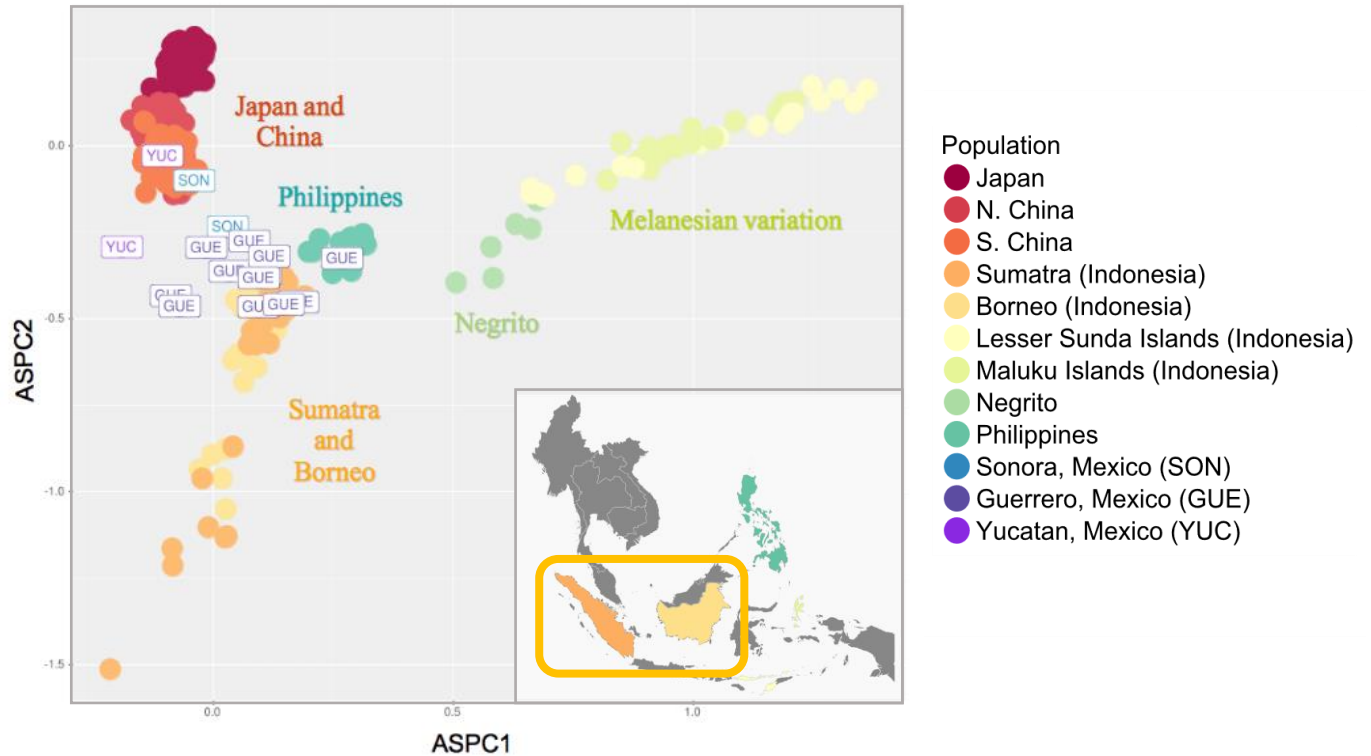 Japan and
China
YUC
SON
Philippines
Melanesian variation
SON
YUC
GUE
GUE
GUE
GUE
GUE
GUE
GUE
GUE
GUE
GU
GUE
E
Negrito
Sumatra
and
Borneo
0.0
-0.5
-1.0
-1.5
ASPC2
0.0
0.5
1.0
ASPC1
Population
Japan
N. China
S. China
Sumatra (Indonesia)
Borneo (Indonesia)
Lesser Sunda Islands (Indonesia)
Maluku Islands (Indonesia)
Negrito
Philippines
Sonora, Mexico (SON)
Guerrero, Mexico (GUE)
Yucatan, Mexico (YUC)